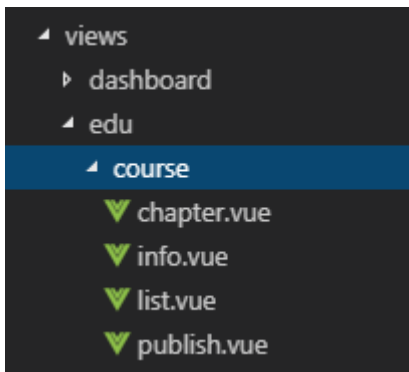 views
dashboard
edu
course
chapter.vue
info.vue
list.vue
publish.vue